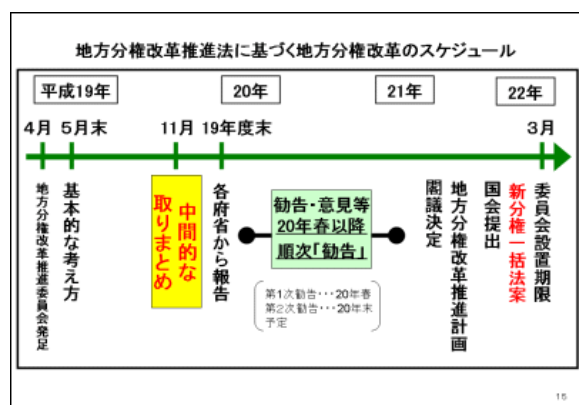 地方分権改革推進法に基づく地方分権改革のスケジュール
平成19年
20年
21年
22年
4月
5月末
11月
19年度末
3月
地方分権改革推進委員会発足
基本的な考え方
中間的な
取りまとめ
各府省から報告
勧告・意見等
20年春以降
順次「勧告」
第1次勧告・・・20年春
第2次勧告・・・20年末
予定
地方分権改革推進計画
閣議決定
新分権一括法案
国会提出
委員会設置期限
15